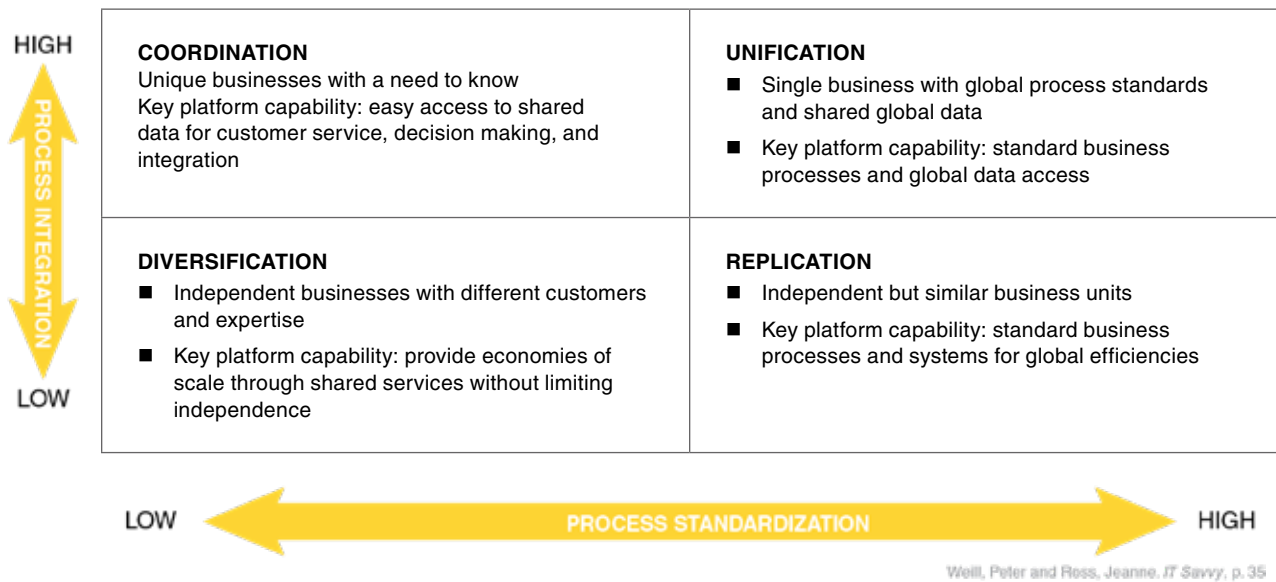 HIGH
PROCESS INTEGRATION
LOW
COORDINATION
Unique businesses with a need to know
Key platform capability: easy access to shared
data for customer service, decision making, and
integration
UNIFICATION
■ Single business with global process standards
and shared global data
■ Key platform capability: standard business
processes and global data access
DIVERSIFICATION
■ Independent businesses with different customers
and expertise
■ Key platform capability: provide economies of
scale through shared services without limiting
independence
REPLICATION
■ Independent but similar business units
■ Key platform capability: standard business
processes and systems for global efficiencies
LOW
PROCESS STANDARDIZATION
HIGH
Weill, Peter and Ross, Jeanne. IT Savvy, p. 35